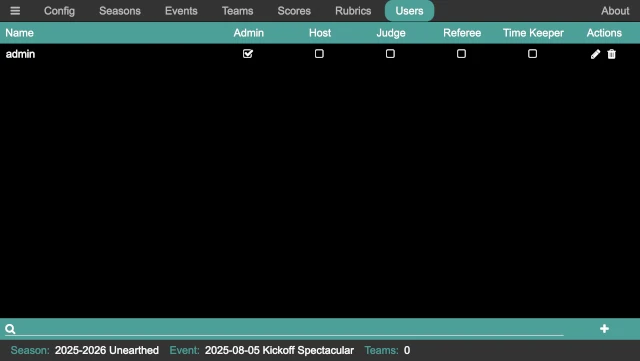 Config Seasons Events Teams Scores Rubrics Users About
Name Admin Host Judge Referee Time Keeper Actions
admin
Season: 2025-2026 Unearthed Event: 2025-08-05 Kickoff Spectacular Teams: 0